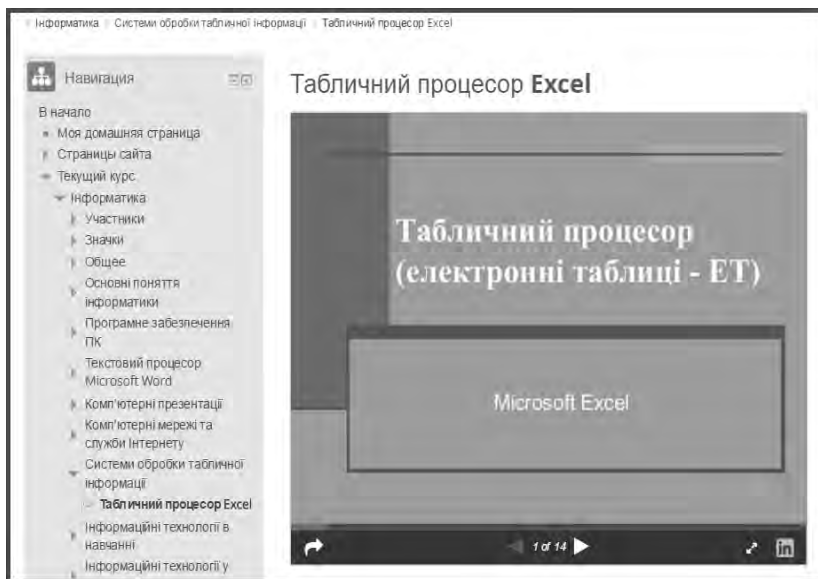 Інформатика Системи обробки табличної інформації Табличний процесор Excel
Навигация
В начало
Моя домашняя страница
Страницы сайта
Текущий курс
Інформатика
Участники
Значки
Общее
Основні поняття
інформатики
Програмне забезпечення
ПК
Текстовий процесор
Microsoft Word
Комп'ютерні презентації
Комп'ютерні мережі та
служби Інтернету
Системи обробки табличної
інформації
Табличний процесор Excel
Інформаційні технології в
навчанні
Інформаційні технології у
Табличний процесор Excel
Табличний процесор
(електронні таблиці - ЕТ)
Microsoft Excel
1 of 14
in